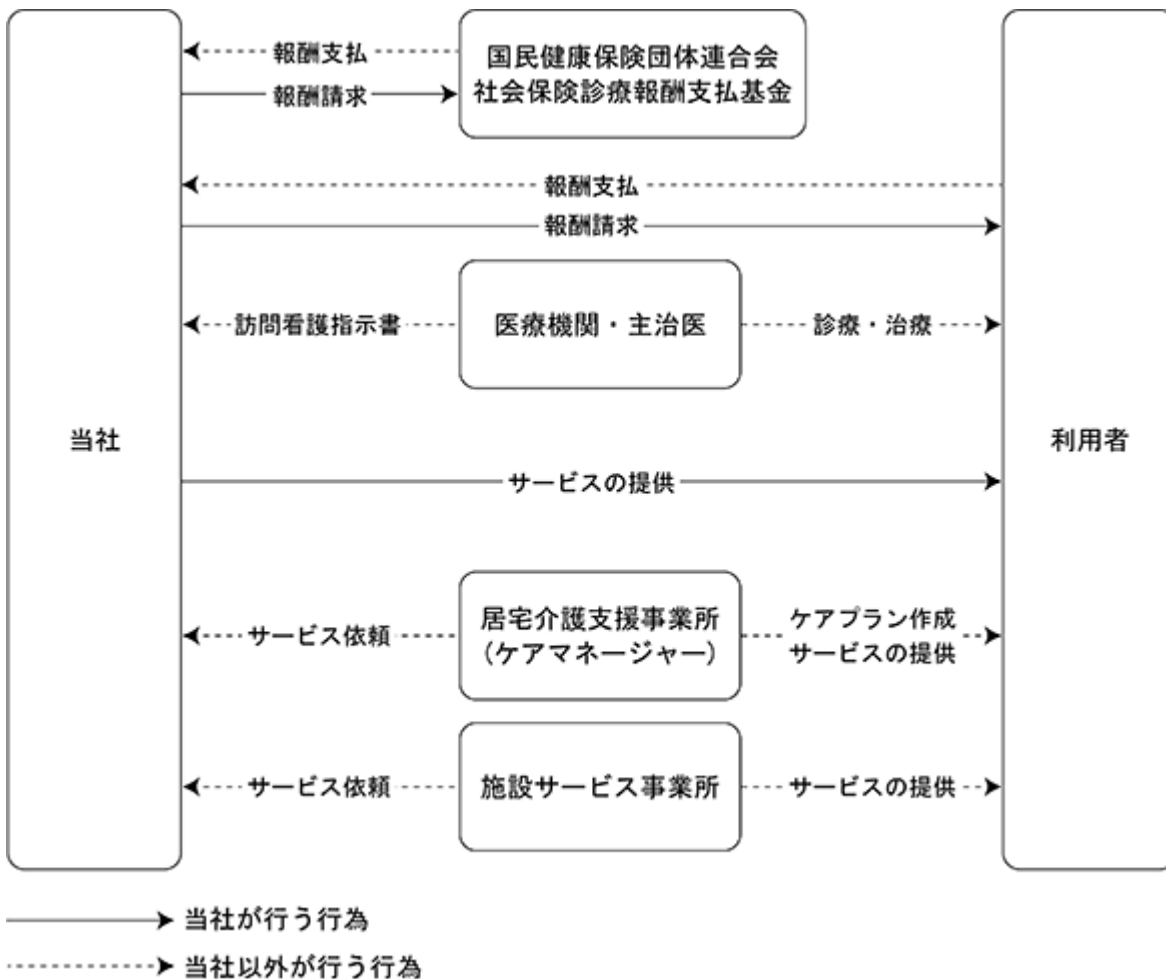 報酬支払
報酬請求
国民健康保険団体連合会
社会保険診療報酬支払基金
報酬支払
報酬請求
訪問看護指示書
医療機関・主治医
診療・治療
当社
利用者
サービスの提供
サービス依頼
居宅介護支援事業所
(ケアマネージャー)
ケアプラン作成
サービスの提供
サービス依頼
施設サービス事業所
サービスの提供
当社が行う行為
当社以外が行う行為